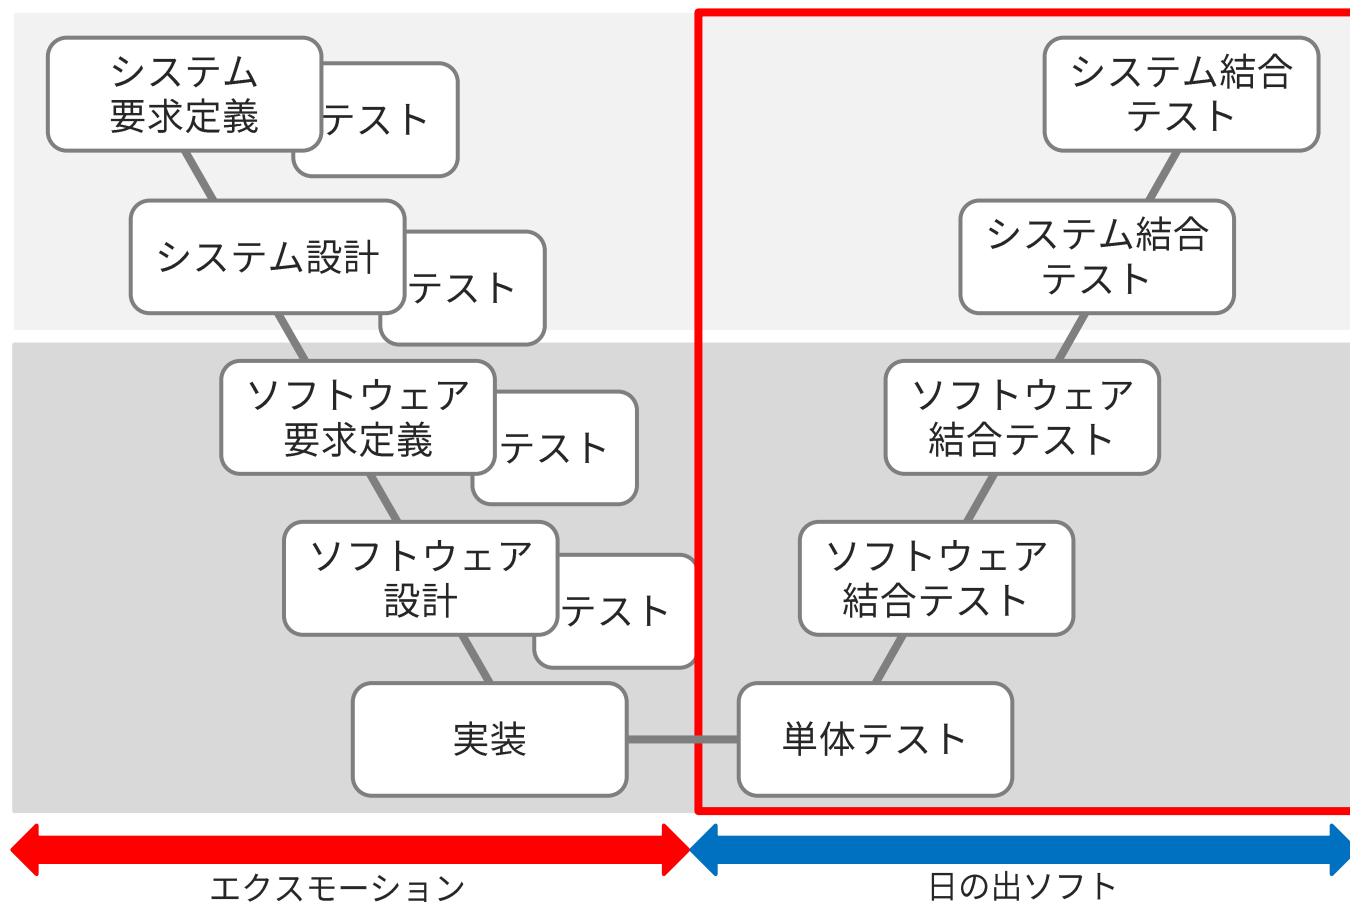 システム
要求定義
テスト
システム結合
テスト
システム設計
テスト
システム結合
テスト
ソフトウェア
要求定義
テスト
ソフトウェア
結合テスト
ソフトウェア
設計
テスト
ソフトウェア
結合テスト
実装
単体テスト
エクスモーション
日の出ソフト